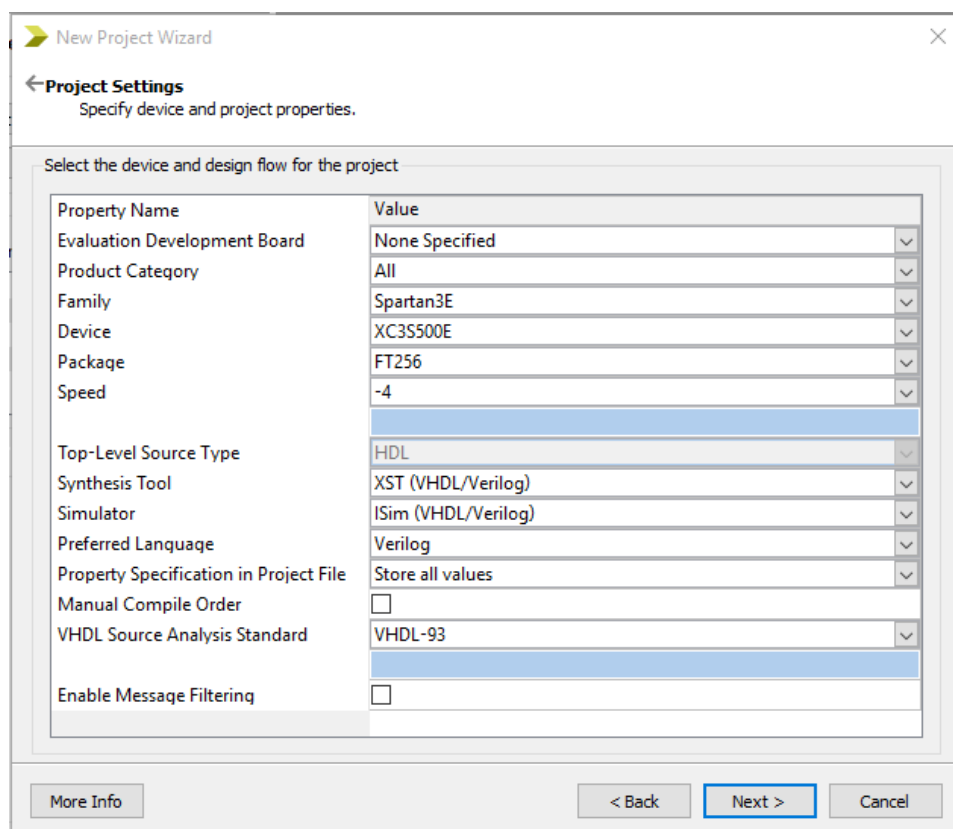 New Project Wizard
Project Settings
Specify device and project properties.
Select the device and design flow for the project
Property Name Value
Evaluation Development Board None Specified
Product Category All
Family Spartan3E
Device XC3S500E
Package FT256
Speed -4
Top-Level Source Type HDL
Synthesis Tool XST (VHDL/Verilog)
Simulator ISim (VHDL/Verilog)
Preferred Language Verilog
Property Specification in Project File Store all values
Manual Compile Order
VHDL Source Analysis Standard VHDL-93
Enable Message Filtering
More Info < Back Next > Cancel